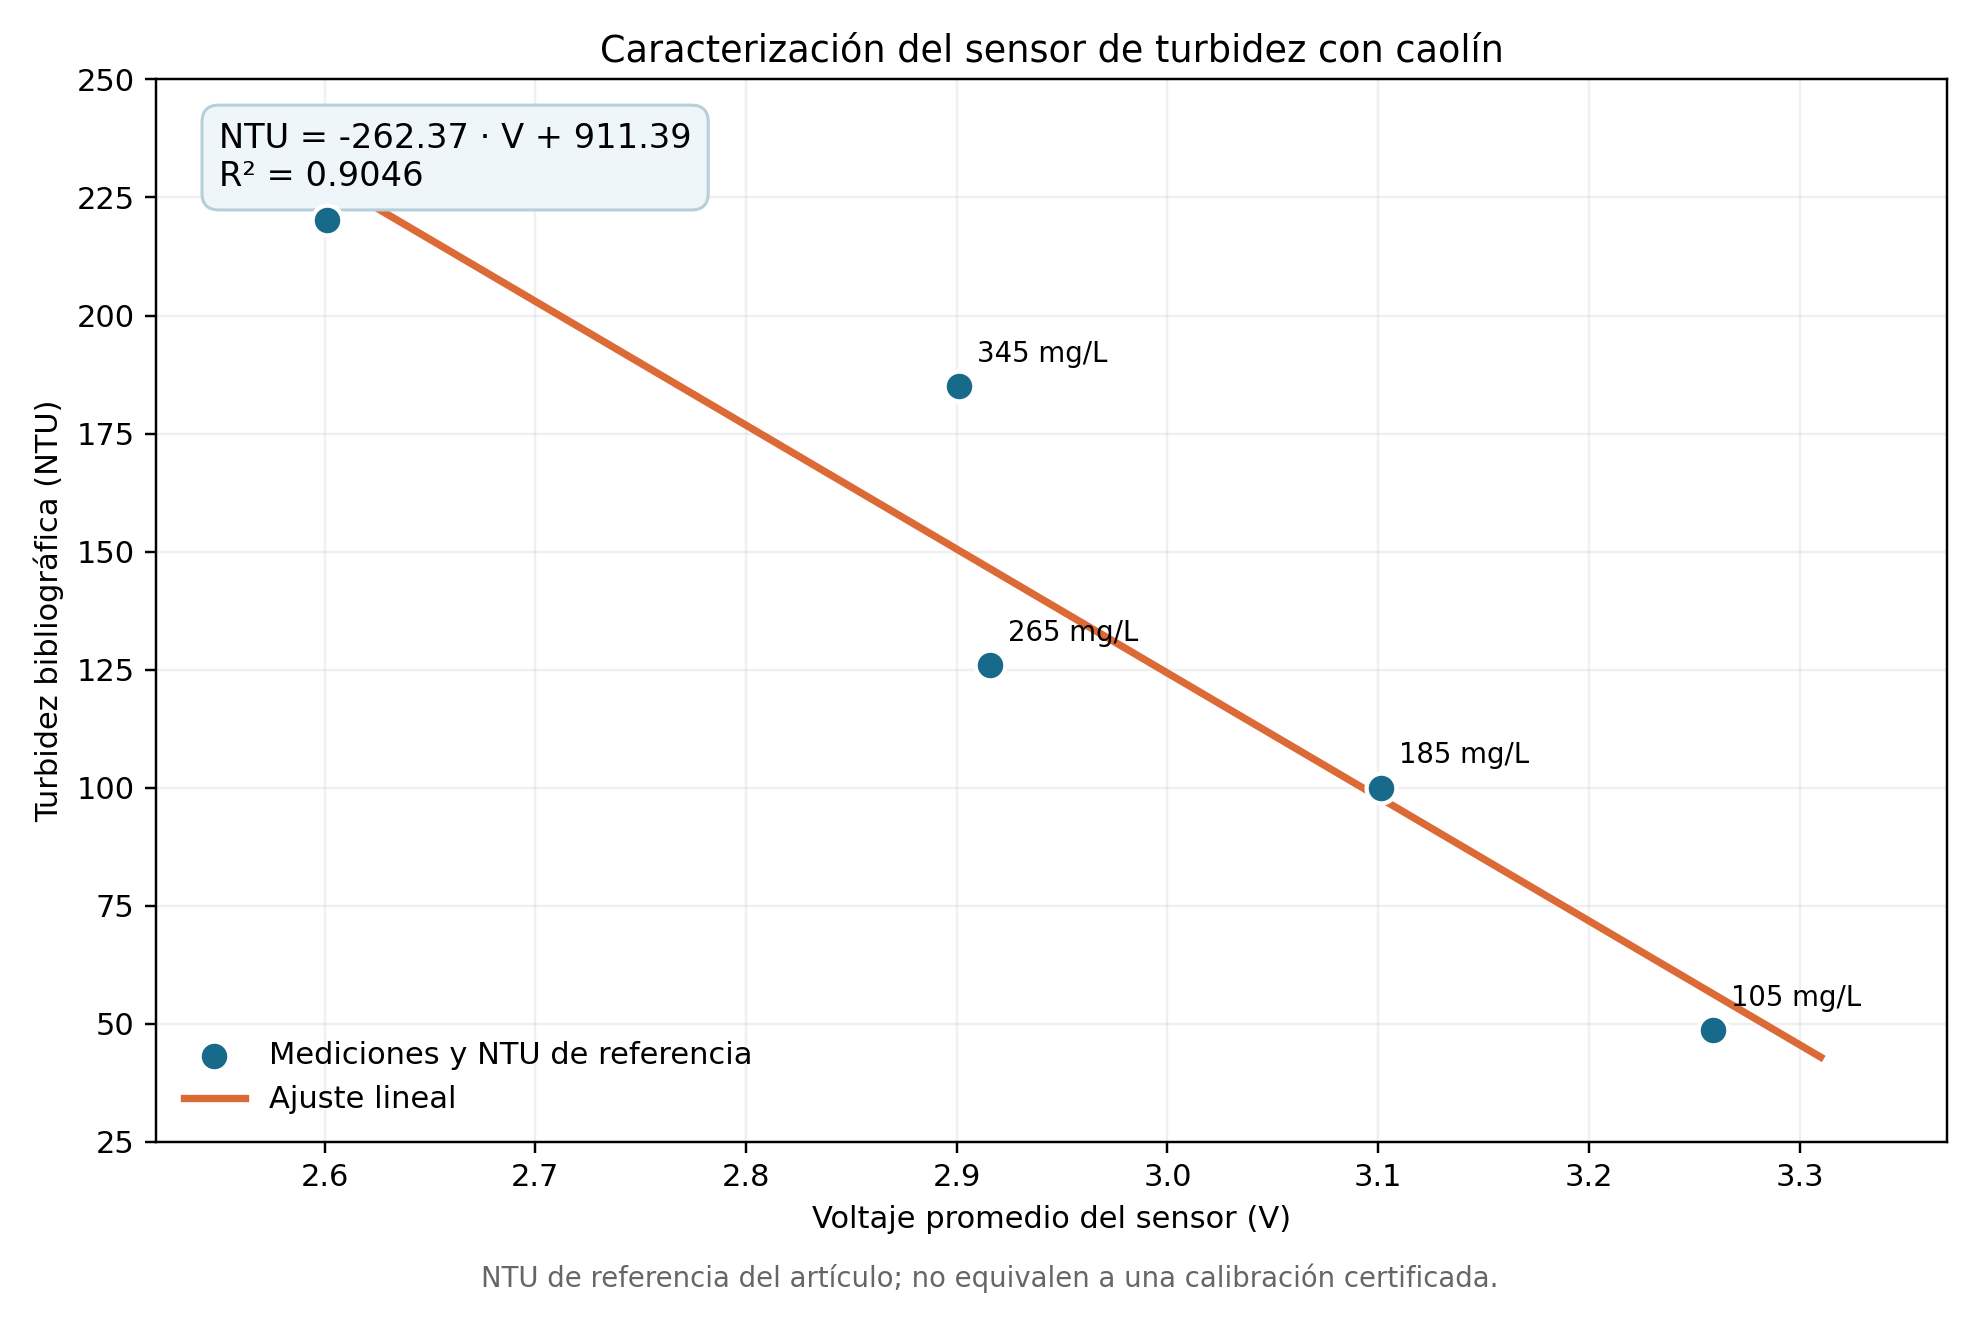 Caracterización del sensor de turbidez con caolín
250
225
200
175
150
125
100
75
50
25
Turbidez bibliográfica (NTU)
NTU = -262.37 · V + 911.39
R² = 0.9046
345 mg/L
265 mg/L
185 mg/L
105 mg/L
Mediciones y NTU de referencia
Ajuste lineal
2.6 2.7 2.8 2.9 3.0 3.1 3.2 3.3
Voltaje promedio del sensor (V)
NTU de referencia del artículo; no equivalen a una calibración certificada.